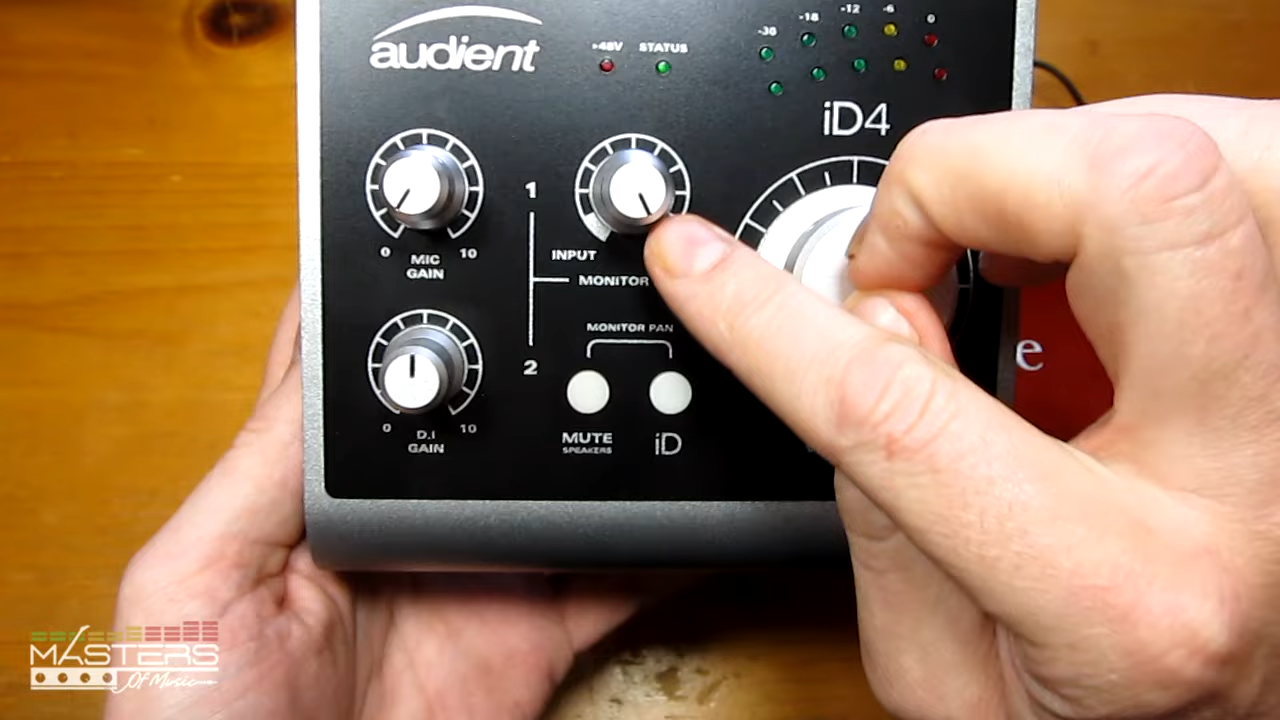 audient
+48V STATUS
-36 -18 -12 -6 0
iD4
1
INPUT
MONITOR
0 10
MIC
GAIN
MONITOR PAN
2
0 10
D.I
GAIN
MUTE
SPEAKERS
iD
e
MASTERS
Of Music